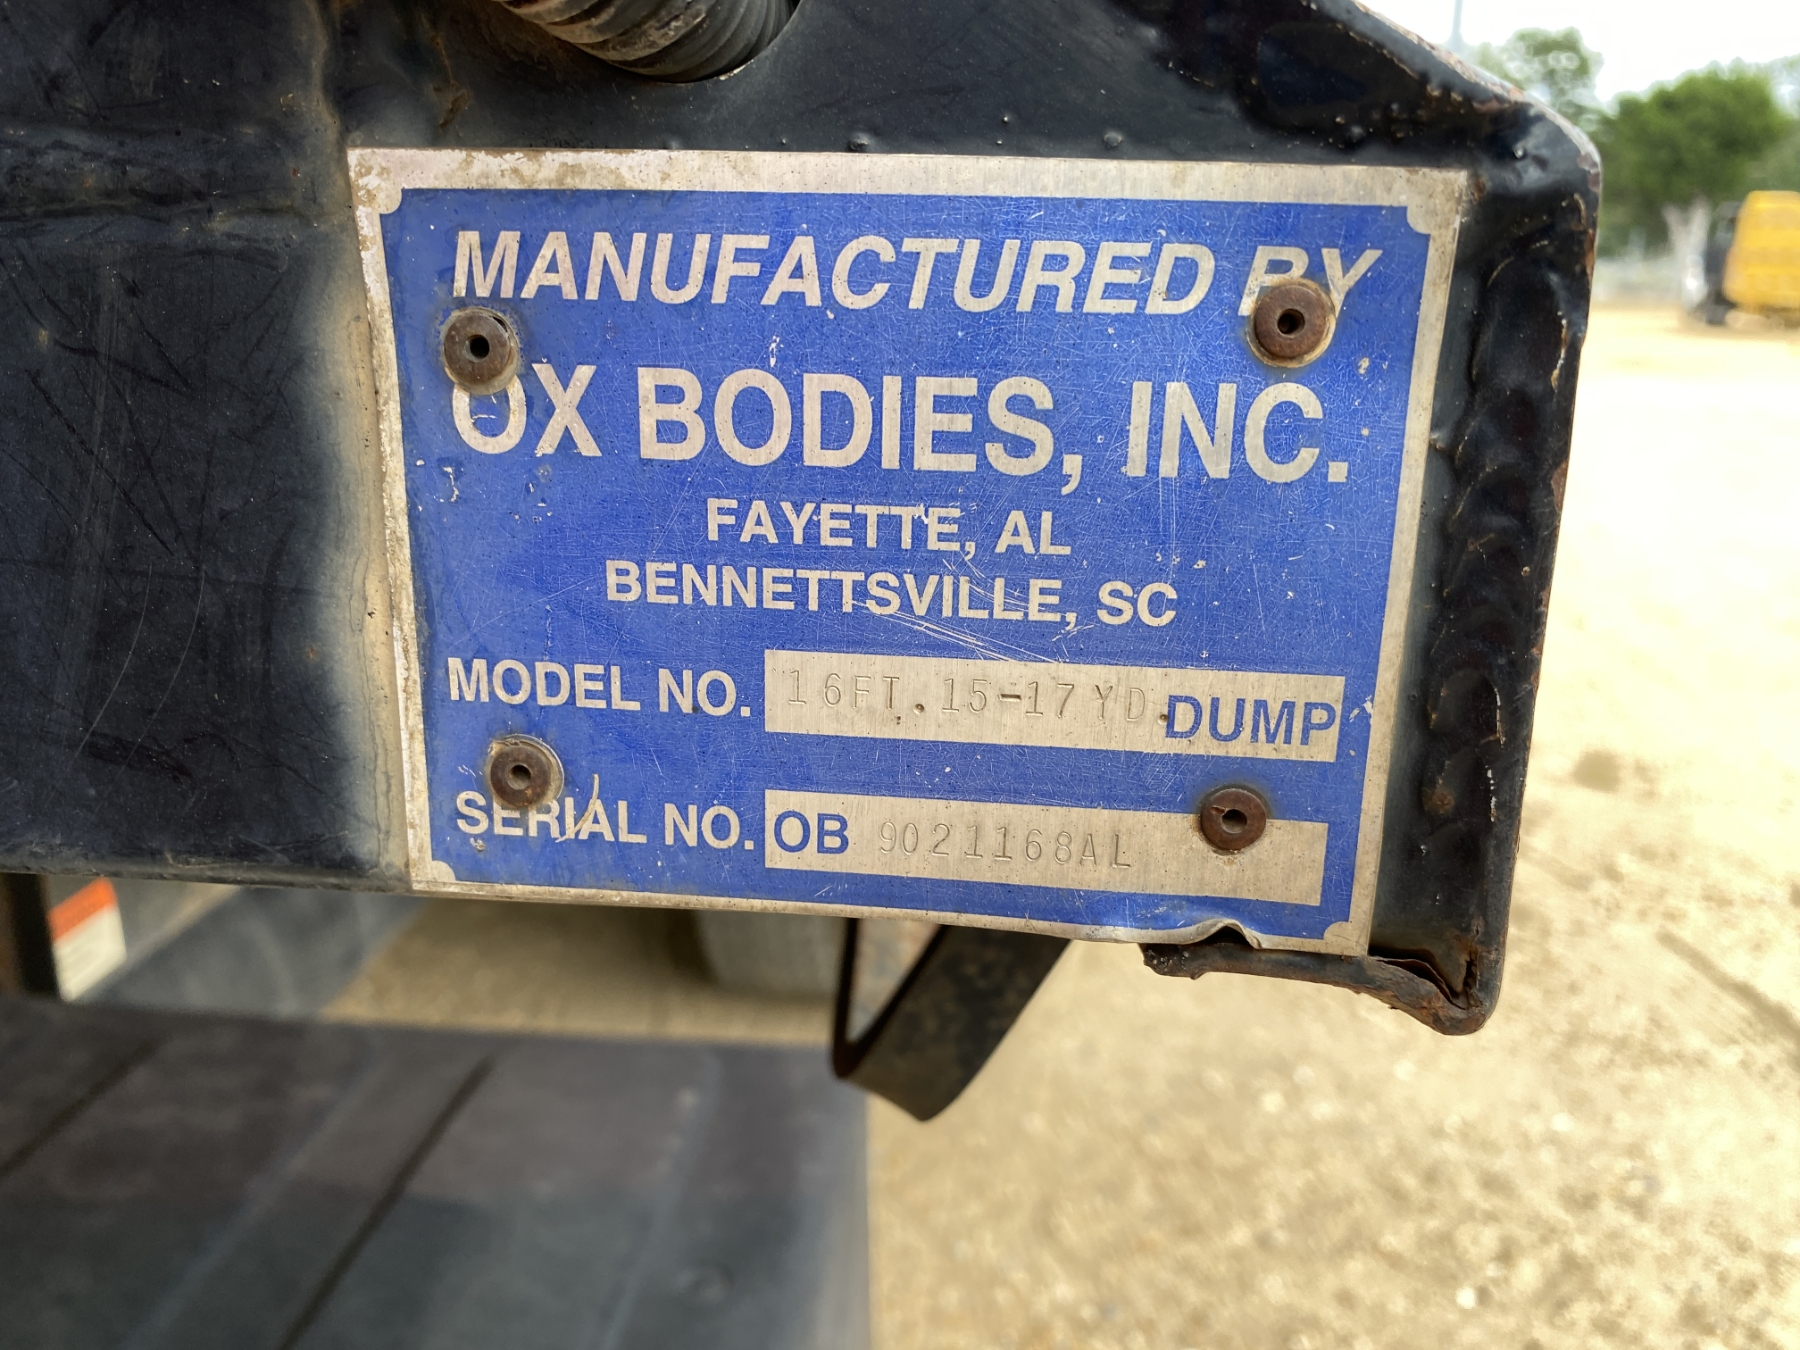 MANUFACTURED BY
OX BODIES, INC.
FAYETTE, AL
BENNETTSVILLE, SC
MODEL NO. 16FT. 15-17YD. DUMP
SERIAL NO. OB 9021168AL